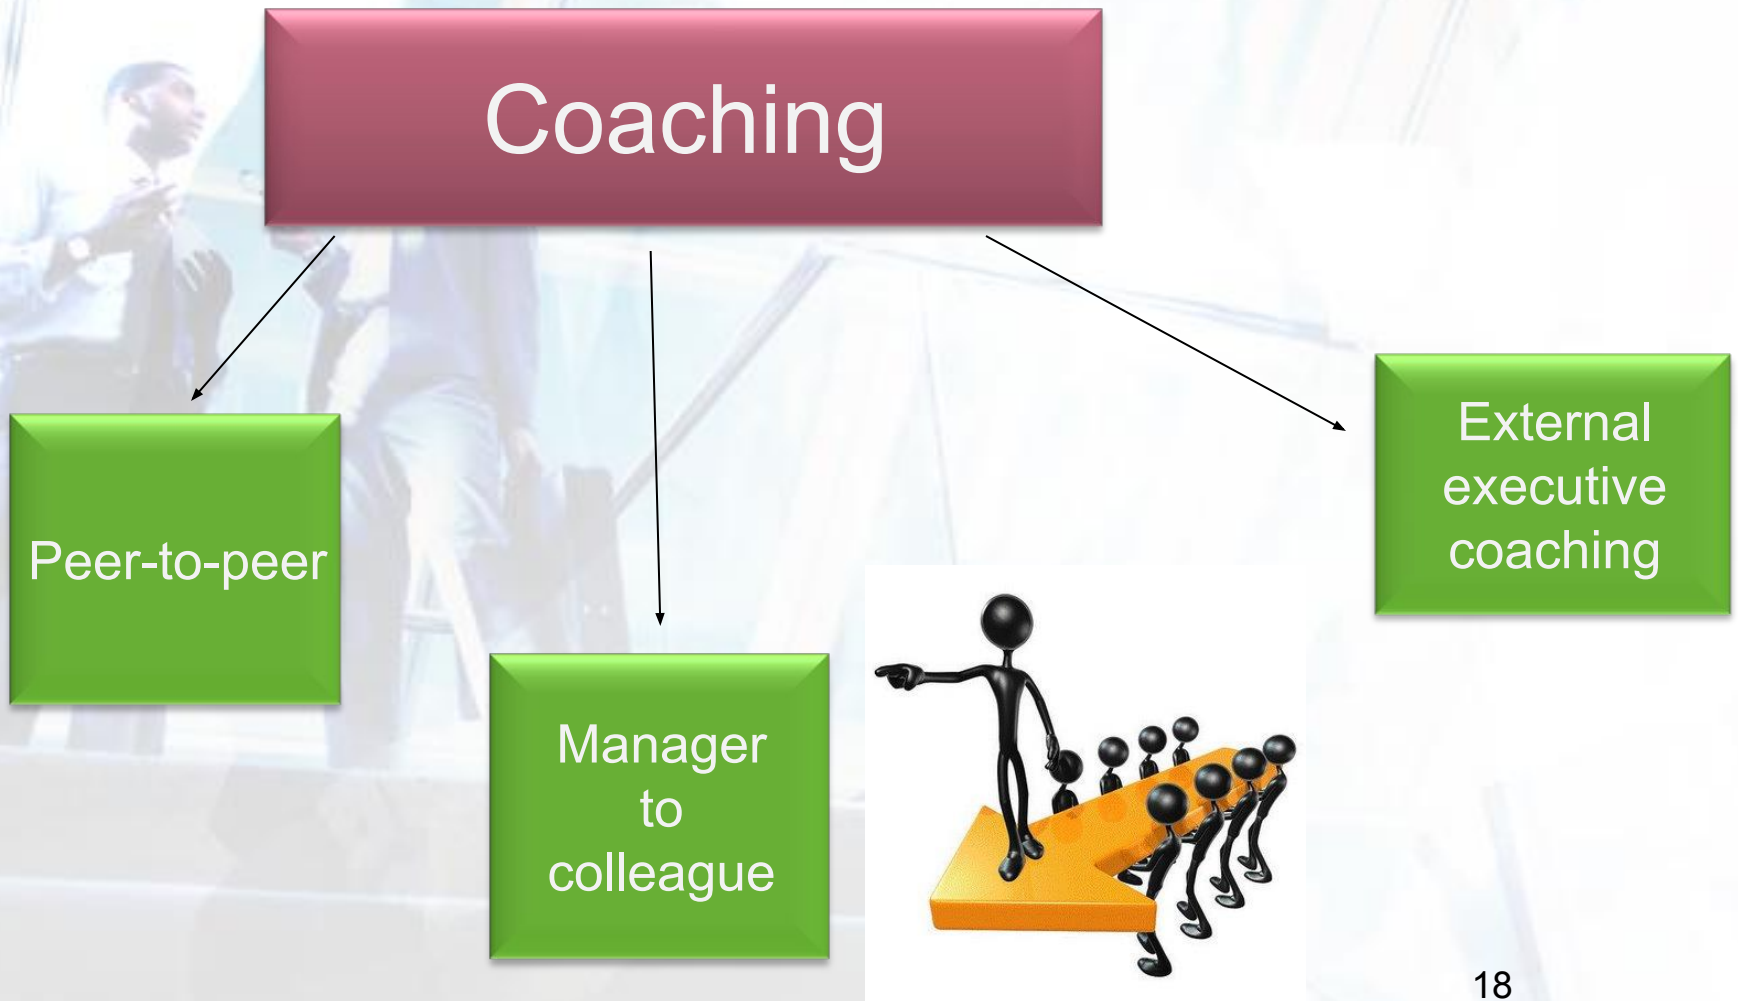 Coaching
Peer-to-peer
Manager
to
colleague
External
executive
coaching
18